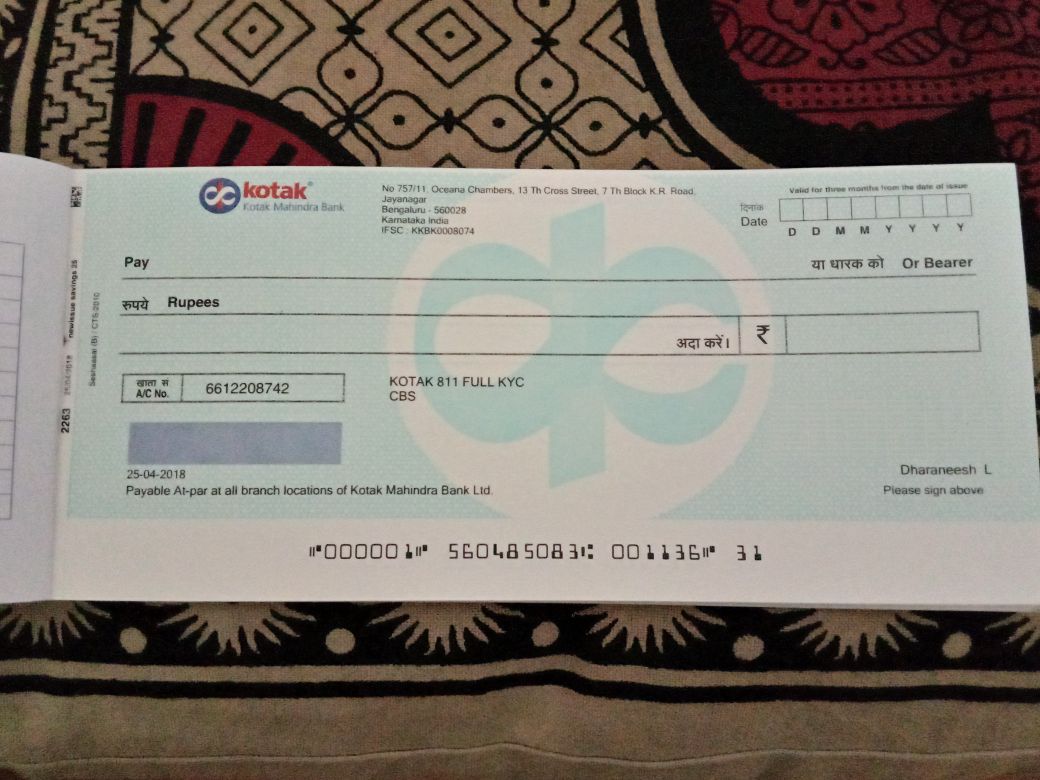 kotak®
Kotak Mahindra Bank
No 757/11, Oceana Chambers, 13 Th Cross Street, 7 Th Block K.R. Road,
Jayanagar
Bengaluru - 560028
Karnataka India
IFSC : KKBK0008074
Valid for three months from the date of issue
दिनांक
Date
D D M M Y Y Y Y
Pay या धारक को Or Bearer
रुपये Rupees
अदा करें। ₹
खाता सं
A/C No. 6612208742
KOTAK 811 FULL KYC
CBS
25-04-2018
Payable At-par at all branch locations of Kotak Mahindra Bank Ltd.
Dharaneesh L
Please sign above
⑈000001⑈ 560485083⑆ 001136⑈ 31
2263 25/04/2018 newissue savings 25
Seshaasai (B) / CTS-2010